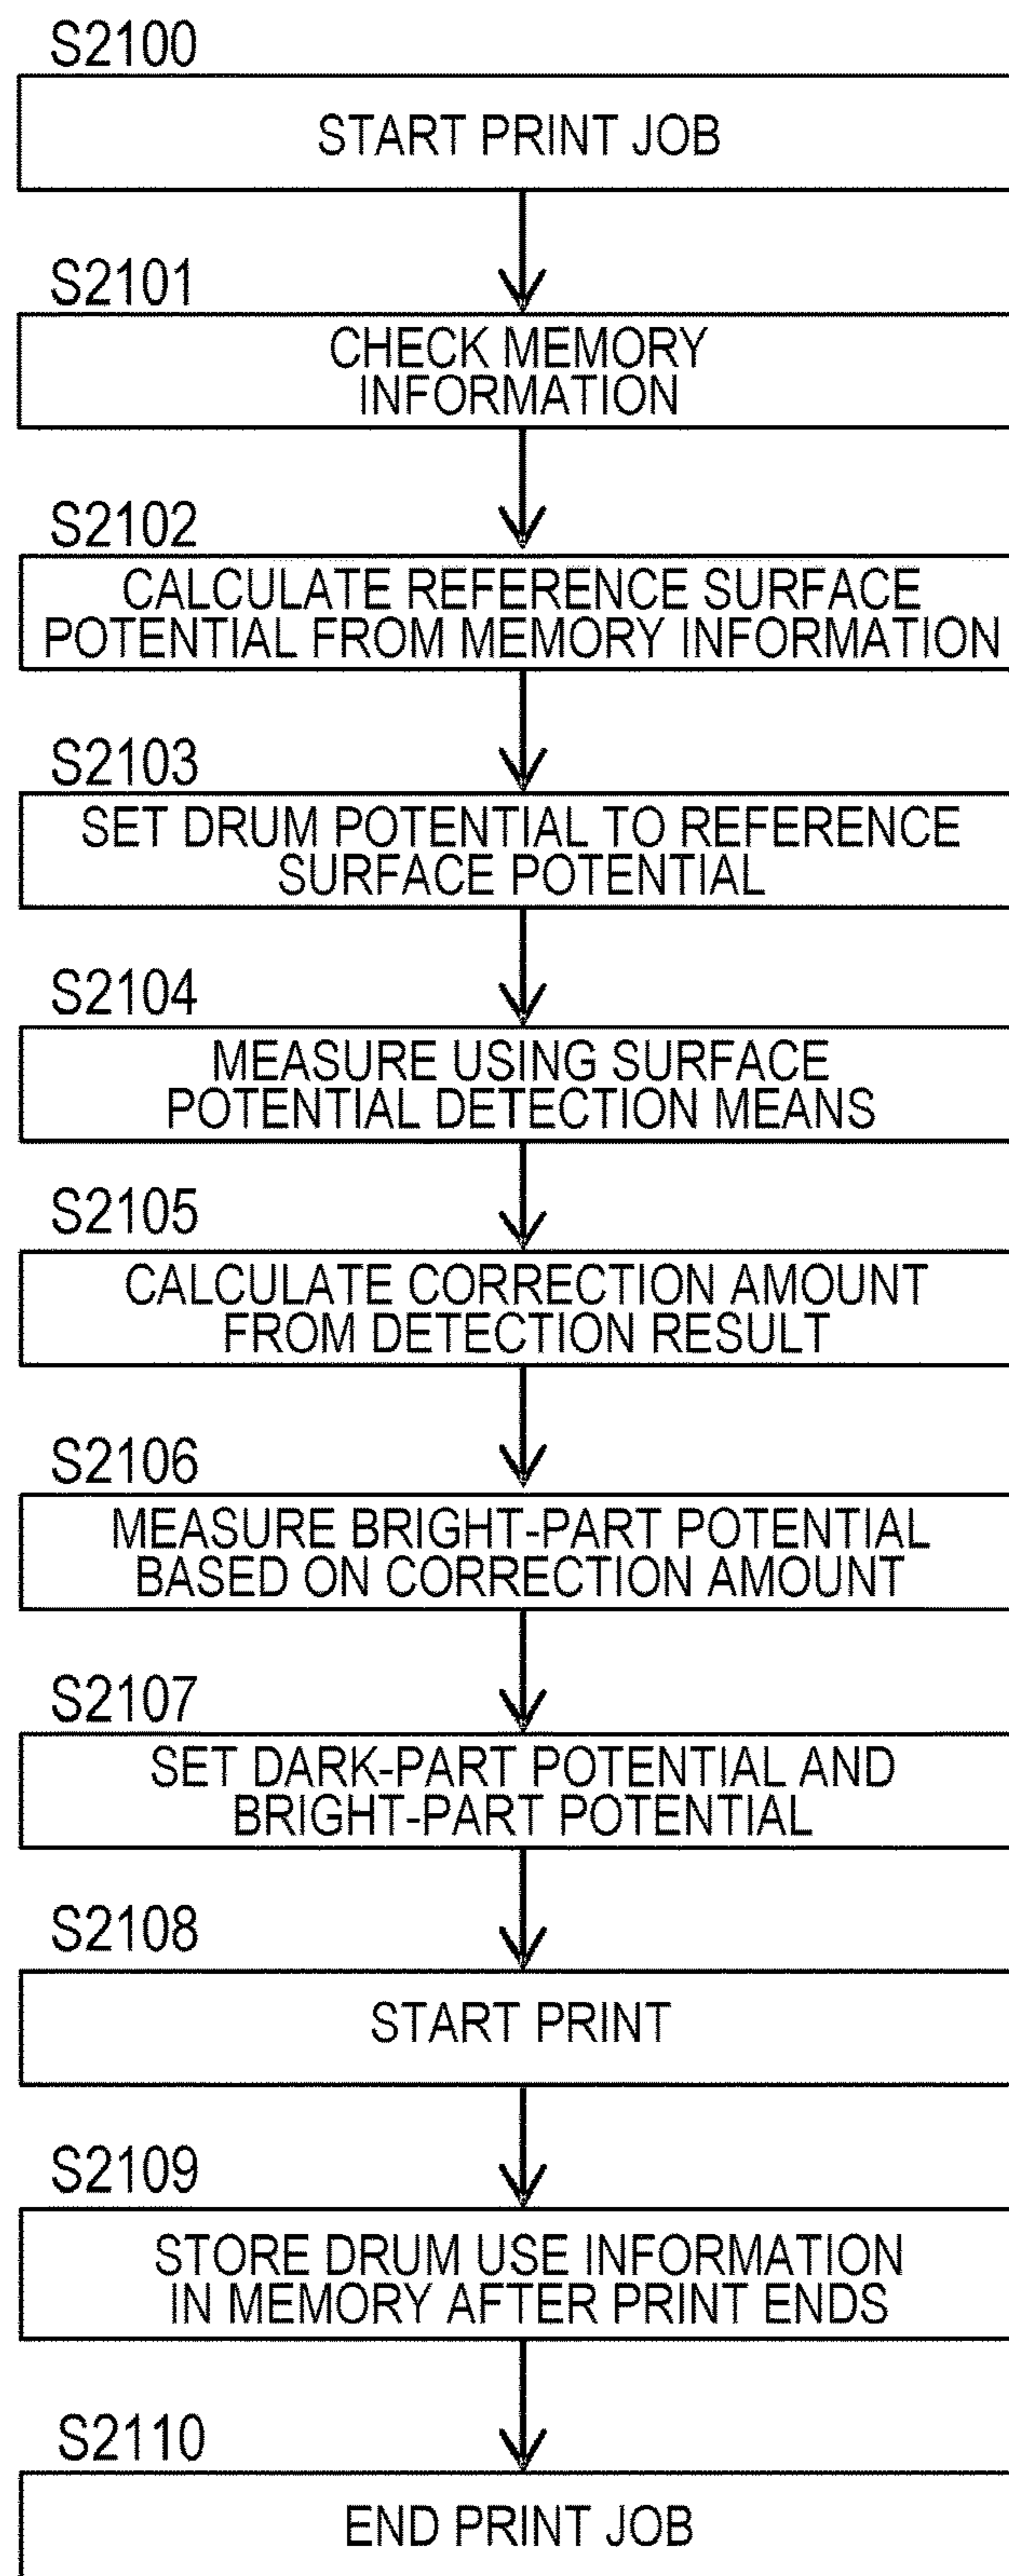 S2100
START PRINT JOB
S2101
CHECK MEMORY
INFORMATION
S2102
CALCULATE REFERENCE SURFACE
POTENTIAL FROM MEMORY INFORMATION
S2103
SET DRUM POTENTIAL TO REFERENCE
SURFACE POTENTIAL
S2104
MEASURE USING SURFACE
POTENTIAL DETECTION MEANS
S2105
CALCULATE CORRECTION AMOUNT
FROM DETECTION RESULT
S2106
MEASURE BRIGHT-PART POTENTIAL
BASED ON CORRECTION AMOUNT
S2107
SET DARK-PART POTENTIAL AND
BRIGHT-PART POTENTIAL
S2108
START PRINT
S2109
STORE DRUM USE INFORMATION
IN MEMORY AFTER PRINT ENDS
S2110
END PRINT JOB